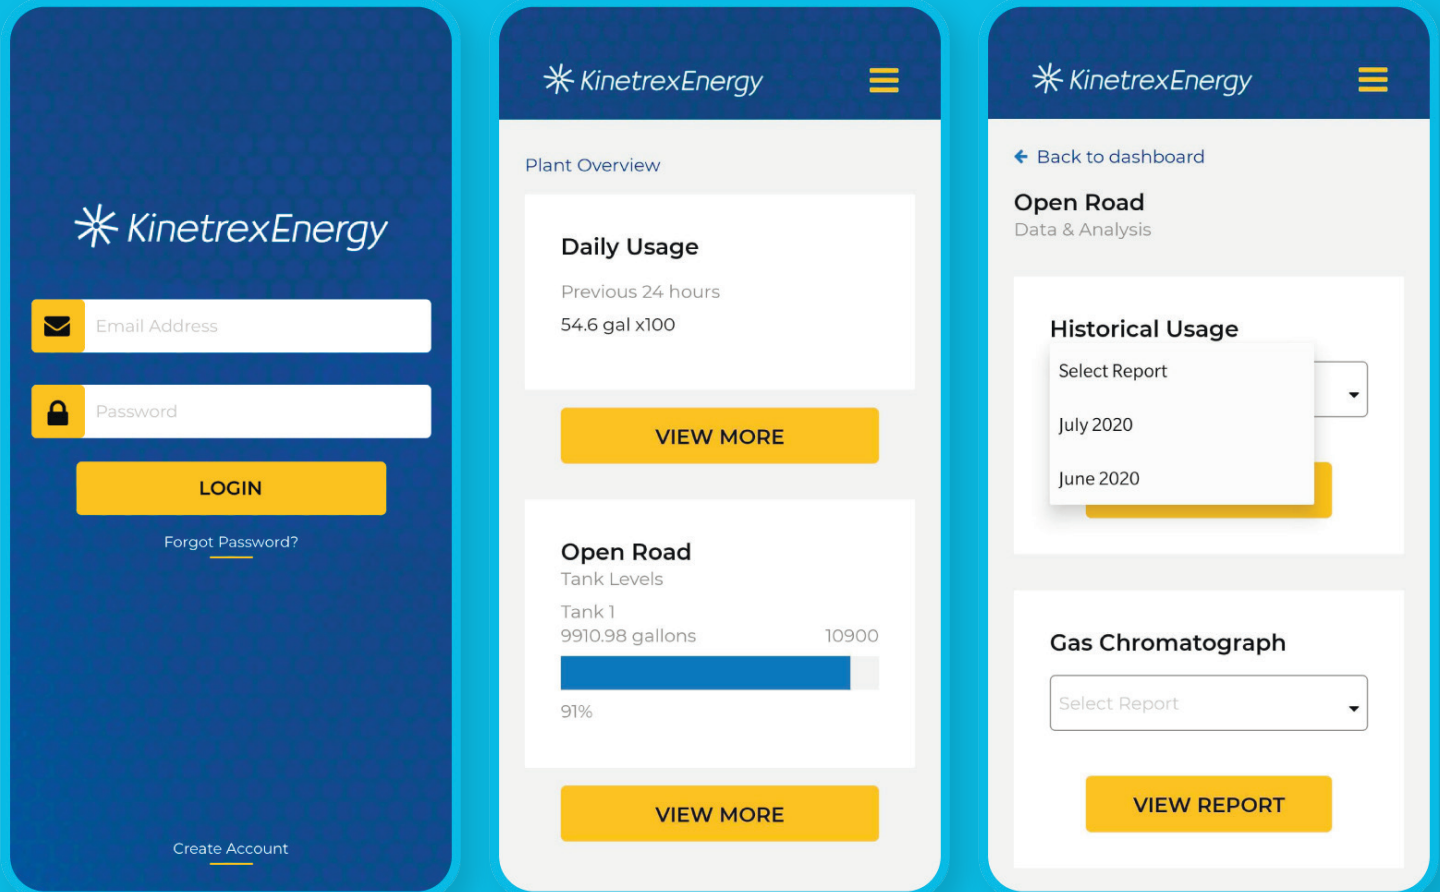 KinetrexEnergy
Email Address
Password
LOGIN
Forgot Password?
Create Account
KinetrexEnergy
Plant Overview
Daily Usage
Previous 24 hours
54.6 gal x100
VIEW MORE
Open Road
Tank Levels
Tank 1
9910.98 gallons 10900
91%
VIEW MORE
KinetrexEnergy
Back to dashboard
Open Road
Data & Analysis
Historical Usage
Select Report
July 2020
June 2020
Gas Chromatograph
Select Report
VIEW REPORT